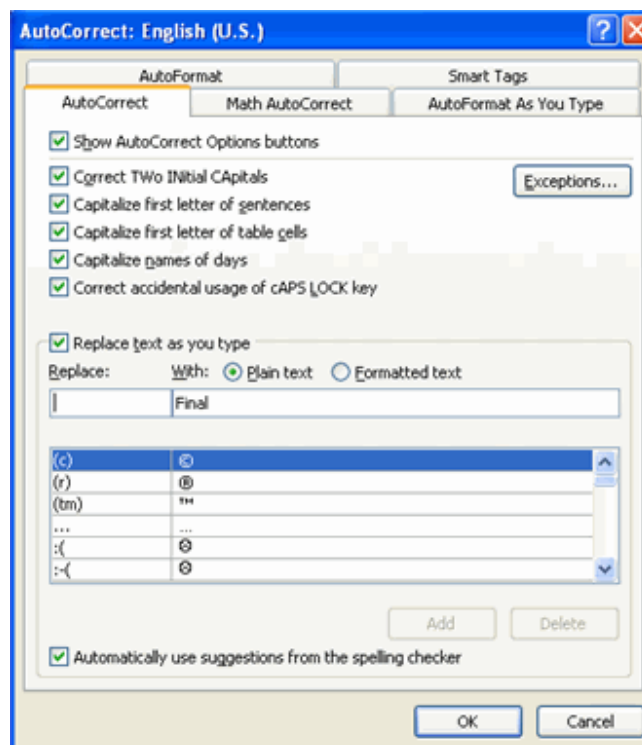 AutoCorrect: English (U.S.)
AutoFormat Smart Tags
AutoCorrect Math AutoCorrect AutoFormat As You Type
Show AutoCorrect Options buttons
Correct TWo INitial CApitals Exceptions...
Capitalize first letter of sentences
Capitalize first letter of table cells
Capitalize names of days
Correct accidental usage of cAPS LOCK key
Replace text as you type
Replace: With: Plain text Formatted text
Final
(c) ©
(r) ®
(tm) ™
... ...
:( ☹
:-( ☹
Add Delete
Automatically use suggestions from the spelling checker
OK Cancel